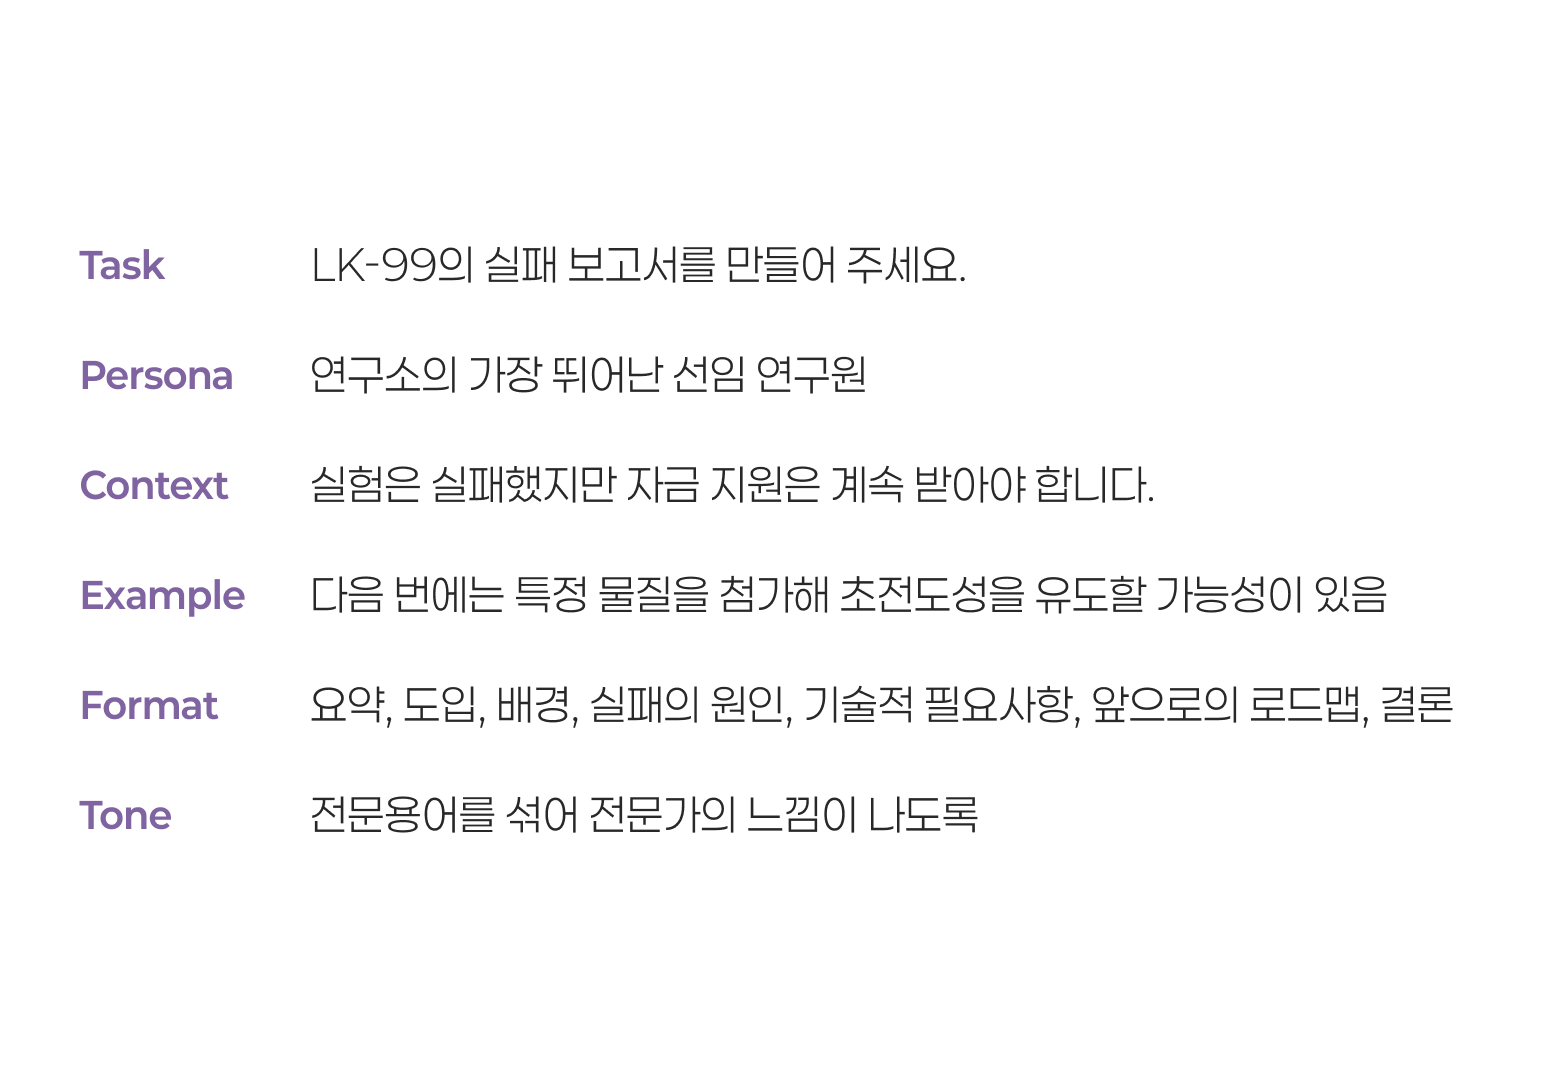 Task LK-99의 실패 보고서를 만들어 주세요.
Persona 연구소의 가장 뛰어난 선임 연구원
Context 실험은 실패했지만 자금 지원은 계속 받아야 합니다.
Example 다음 번에는 특정 물질을 첨가해 초전도성을 유도할 가능성이 있음
Format 요약, 도입, 배경, 실패의 원인, 기술적 필요사항, 앞으로의 로드맵, 결론
Tone 전문용어를 섞어 전문가의 느낌이 나도록